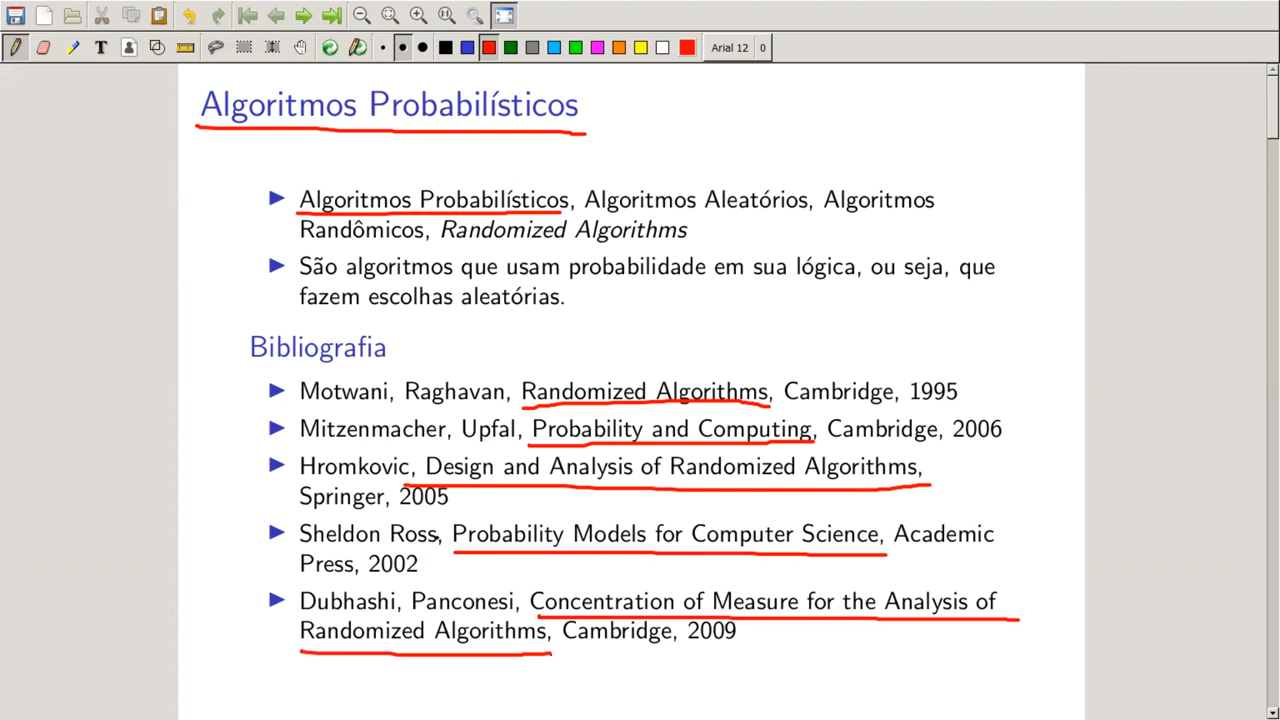 Arial 12 0
Algoritmos Probabilísticos
Algoritmos Probabilísticos, Algoritmos Aleatórios, Algoritmos
Randômicos, Randomized Algorithms
São algoritmos que usam probabilidade em sua lógica, ou seja, que
fazem escolhas aleatórias.
Bibliografia
Motwani, Raghavan, Randomized Algorithms, Cambridge, 1995
Mitzenmacher, Upfal, Probability and Computing, Cambridge, 2006
Hromkovic, Design and Analysis of Randomized Algorithms,
Springer, 2005
Sheldon Ross, Probability Models for Computer Science, Academic
Press, 2002
Dubhashi, Panconesi, Concentration of Measure for the Analysis of
Randomized Algorithms, Cambridge, 2009